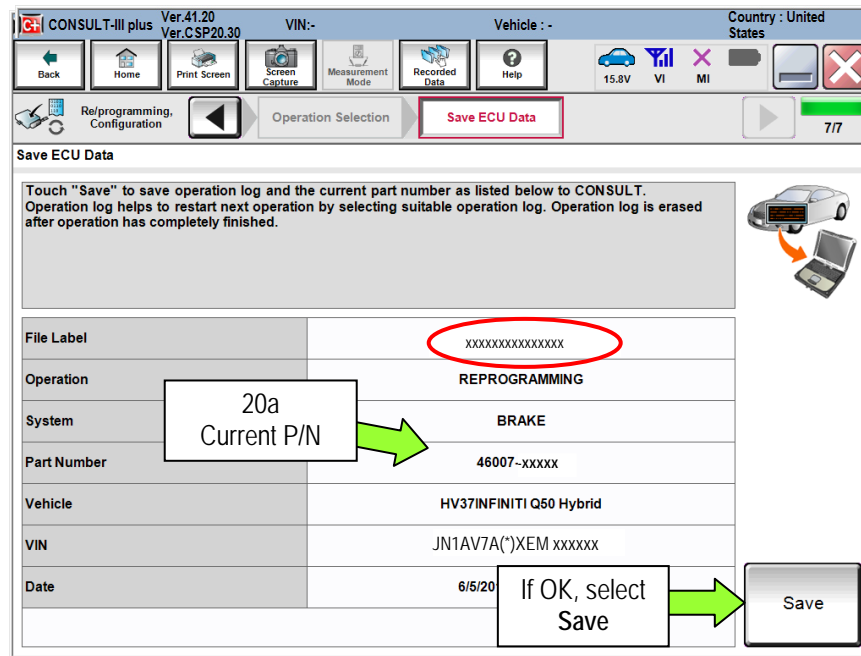 C+ CONSULT-III plus Ver.41.20
Ver.CSP20.30
VIN:-
Vehicle : -
Country : United
States
Back
Home
Print Screen
Screen
Capture
Measurement
Mode
Recorded
Data
Help
15.8V
VI
MI
Re/programming,
Configuration
Operation Selection
Save ECU Data
7/7
Save ECU Data
Touch "Save" to save operation log and the current part number as listed below to CONSULT.
Operation log helps to restart next operation by selecting suitable operation log. Operation log is erased
after operation has completely finished.
File Label
xxxxxxxxxxxxxxx
Operation
REPROGRAMMING
20a
Current P/N
System
BRAKE
Part Number
46007~xxxxx
Vehicle
HV37INFINITI Q50 Hybrid
VIN
JN1AV7A(*)XEM xxxxxx
Date
6/5/20
If OK, select
Save
Save